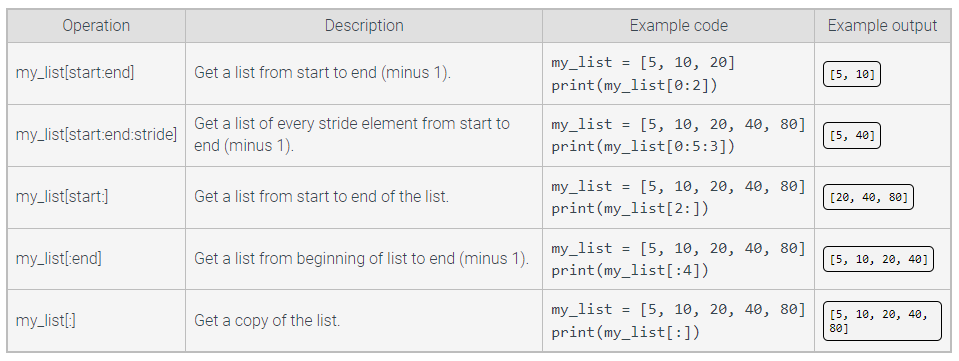 Operation Description Example code Example output
my_list[start:end] Get a list from start to end (minus 1). my_list = [5, 10, 20]
print(my_list[0:2]) [5, 10]
my_list[start:end:stride] Get a list of every stride element from start to
end (minus 1). my_list = [5, 10, 20, 40, 80]
print(my_list[0:5:3]) [5, 40]
my_list[start:] Get a list from start to end of the list. my_list = [5, 10, 20, 40, 80]
print(my_list[2:]) [20, 40, 80]
my_list[:end] Get a list from beginning of list to end (minus 1). my_list = [5, 10, 20, 40, 80]
print(my_list[:4]) [5, 10, 20, 40]
my_list[:] Get a copy of the list. my_list = [5, 10, 20, 40, 80]
print(my_list[:]) [5, 10, 20, 40,
80]